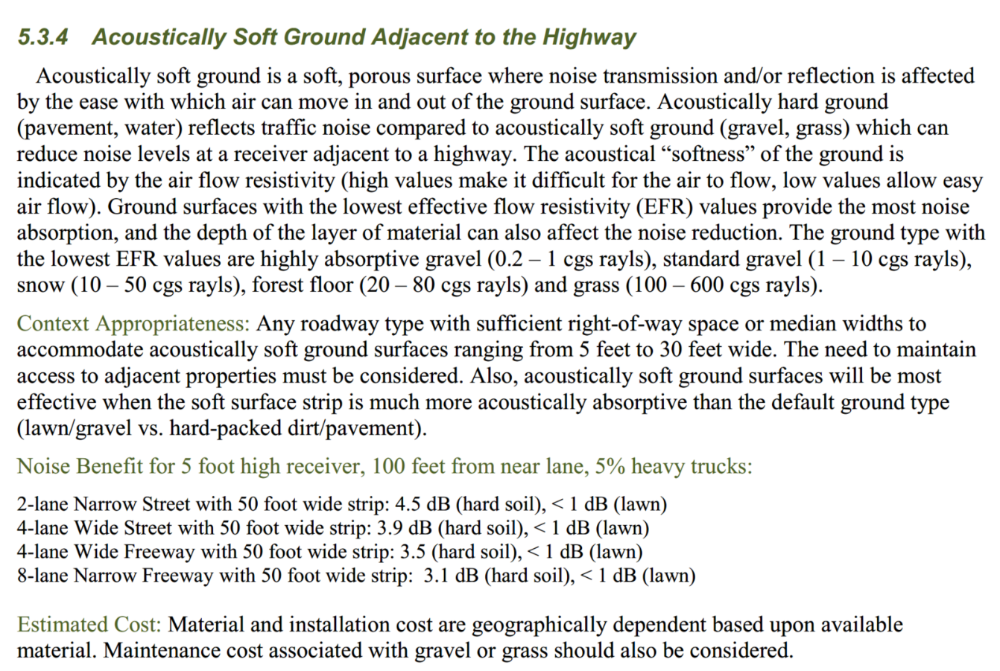 5.3.4 Acoustically Soft Ground Adjacent to the Highway
Acoustically soft ground is a soft, porous surface where noise transmission and/or reflection is affected
by the ease with which air can move in and out of the ground surface. Acoustically hard ground
(pavement, water) reflects traffic noise compared to acoustically soft ground (gravel, grass) which can
reduce noise levels at a receiver adjacent to a highway. The acoustical “softness” of the ground is
indicated by the air flow resistivity (high values make it difficult for the air to flow, low values allow easy
air flow). Ground surfaces with the lowest effective flow resistivity (EFR) values provide the most noise
absorption, and the depth of the layer of material can also affect the noise reduction. The ground type with
the lowest EFR values are highly absorptive gravel (0.2 – 1 cgs rayls), standard gravel (1 – 10 cgs rayls),
snow (10 – 50 cgs rayls), forest floor (20 – 80 cgs rayls) and grass (100 – 600 cgs rayls).
Context Appropriateness: Any roadway type with sufficient right-of-way space or median widths to
accommodate acoustically soft ground surfaces ranging from 5 feet to 30 feet wide. The need to maintain
access to adjacent properties must be considered. Also, acoustically soft ground surfaces will be most
effective when the soft surface strip is much more acoustically absorptive than the default ground type
(lawn/gravel vs. hard-packed dirt/pavement).
Noise Benefit for 5 foot high receiver, 100 feet from near lane, 5% heavy trucks:
2-lane Narrow Street with 50 foot wide strip: 4.5 dB (hard soil), < 1 dB (lawn)
4-lane Wide Street with 50 foot wide strip: 3.9 dB (hard soil), < 1 dB (lawn)
4-lane Wide Freeway with 50 foot wide strip: 3.5 (hard soil), < 1 dB (lawn)
8-lane Narrow Freeway with 50 foot wide strip: 3.1 dB (hard soil), < 1 dB (lawn)
Estimated Cost: Material and installation cost are geographically dependent based upon available
material. Maintenance cost associated with gravel or grass should also be considered.